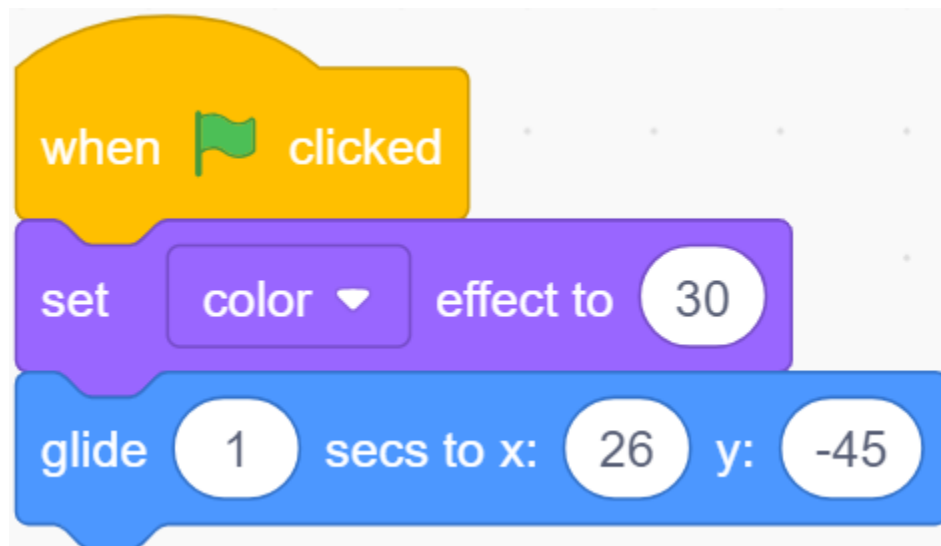 when clicked
set color effect to 30
glide 1 secs to x: 26 y: -45